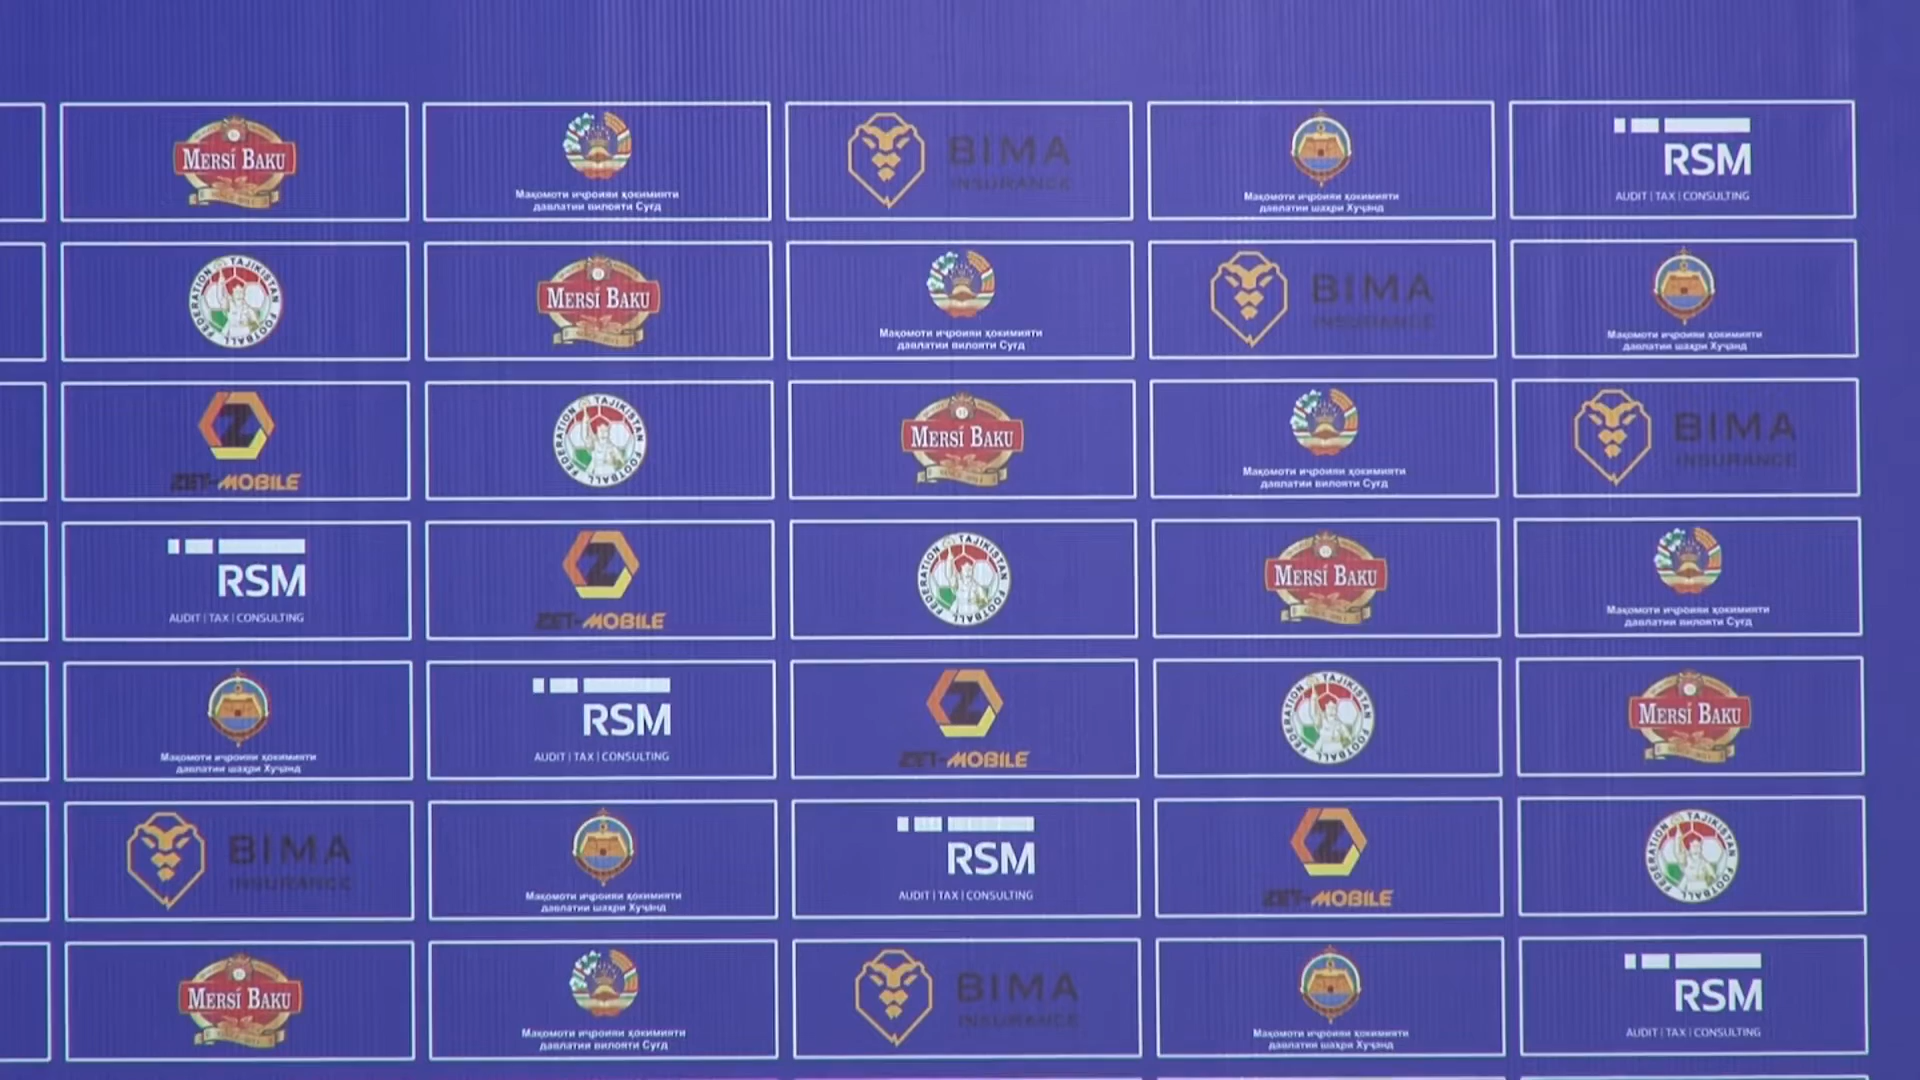 MERSÍ BAKU
Мақомоти иҷроияи ҳокимияти
давлатии вилояти Суғд
BIMA
INSURANCE
Мақомоти иҷроияи ҳокимияти
давлатии шаҳри Хуҷанд
RSM
AUDIT | TAX | CONSULTING
TAJIKISTAN FOOTBALL FEDERATION
MERSÍ BAKU
Мақомоти иҷроияи ҳокимияти
давлатии вилояти Суғд
BIMA
INSURANCE
Мақомоти иҷроияи ҳокимияти
давлатии шаҳри Хуҷанд
ZET-MOBILE
TAJIKISTAN FOOTBALL FEDERATION
MERSÍ BAKU
Мақомоти иҷроияи ҳокимияти
давлатии вилояти Суғд
BIMA
INSURANCE
RSM
AUDIT | TAX | CONSULTING
ZET-MOBILE
TAJIKISTAN FOOTBALL FEDERATION
MERSÍ BAKU
Мақомоти иҷроияи ҳокимияти
давлатии вилояти Суғд
Мақомоти иҷроияи ҳокимияти
давлатии шаҳри Хуҷанд
RSM
AUDIT | TAX | CONSULTING
ZET-MOBILE
TAJIKISTAN FOOTBALL FEDERATION
MERSÍ BAKU
BIMA
INSURANCE
Мақомоти иҷроияи ҳокимияти
давлатии шаҳри Хуҷанд
RSM
AUDIT | TAX | CONSULTING
ZET-MOBILE
TAJIKISTAN FOOTBALL FEDERATION
MERSÍ BAKU
Мақомоти иҷроияи ҳокимияти
давлатии вилояти Суғд
BIMA
INSURANCE
Мақомоти иҷроияи ҳокимияти
давлатии шаҳри Хуҷанд
RSM
AUDIT | TAX | CONSULTING